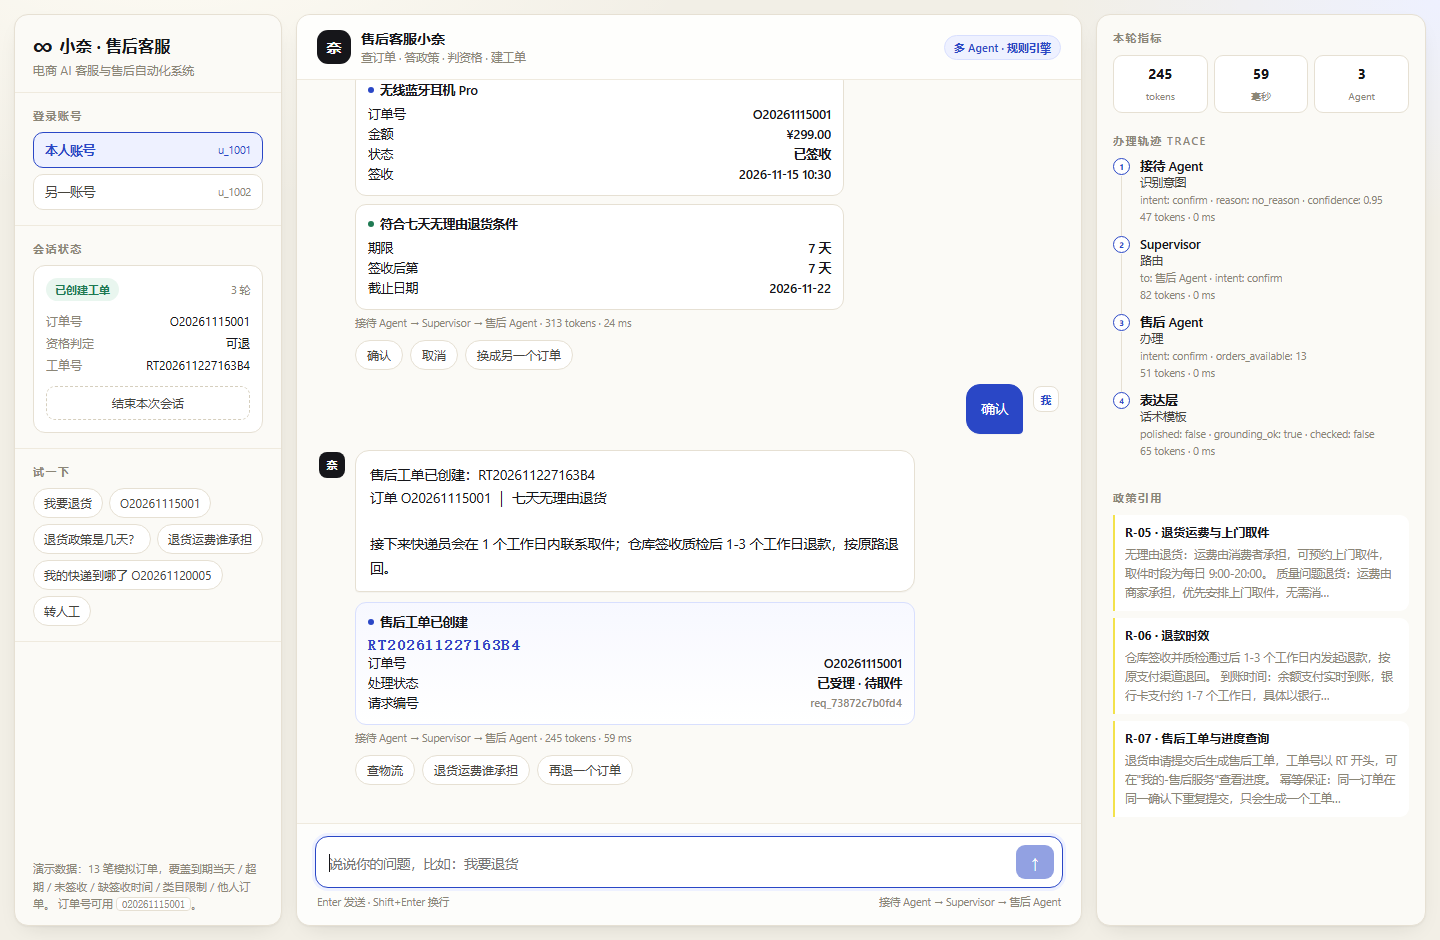 ∞ 小奈 · 售后客服
电商 AI 客服与售后自动化系统
登录账号
本人账号 u_1001
另一账号 u_1002
会话状态
已创建工单 3 轮
订单号 O20261115001
资格判定 可退
工单号 RT202611227163B4
结束本次会话
试一下
我要退货 O20261115001
退货政策是几天? 退货运费谁承担
我的快递到哪了 O20261120005
转人工
演示数据：13 笔模拟订单，覆盖到期当天 / 超
期 / 未签收 / 缺签收时间 / 类目限制 / 他人订
单。 订单号可用 O20261115001 。
奈
售后客服小奈
查订单 · 答政策 · 判资格 · 建工单
多 Agent · 规则引擎
无线蓝牙耳机 Pro
订单号 O20261115001
金额 ¥299.00
状态 已签收
签收 2026-11-15 10:30
符合七天无理由退货条件
期限 7 天
签收后第 7 天
截止日期 2026-11-22
接待 Agent → Supervisor → 售后 Agent · 313 tokens · 24 ms
确认 取消 换成另一个订单
确认 我
奈
售后工单已创建：RT202611227163B4
订单 O20261115001 ｜ 七天无理由退货
接下来快递员会在 1 个工作日内联系取件；仓库签收质检后 1-3 个工作日退款，按原路退
回。
售后工单已创建
RT202611227163B4
订单号 O20261115001
处理状态 已受理 · 待取件
请求编号 req_73872c7b0fd4
接待 Agent → Supervisor → 售后 Agent · 245 tokens · 59 ms
查物流 退货运费谁承担 再退一个订单
说说你的问题，比如：我要退货
↑
Enter 发送 · Shift+Enter 换行
接待 Agent → Supervisor → 售后 Agent
本轮指标
245 59 3
tokens 毫秒 Agent
办理轨迹 TRACE
1 接待 Agent
识别意图
intent: confirm · reason: no_reason · confidence: 0.95
47 tokens · 0 ms
2 Supervisor
路由
to: 售后 Agent · intent: confirm
82 tokens · 0 ms
3 售后 Agent
办理
intent: confirm · orders_available: 13
51 tokens · 0 ms
4 表达层
话术模板
polished: false · grounding_ok: true · checked: false
65 tokens · 0 ms
政策引用
R-05 · 退货运费与上门取件
无理由退货：运费由消费者承担，可预约上门取件，
取件时段为每日 9:00-20:00。 质量问题退货：运费由
商家承担，优先安排上门取件，无需消...
R-06 · 退款时效
仓库签收并质检通过后 1-3 个工作日内发起退款，按
原支付渠道退回。 到账时间：余额支付实时到账，银
行卡支付约 1-7 个工作日，具体以银行...
R-07 · 售后工单与进度查询
退货申请提交后生成售后工单，工单号以 RT 开头，可
在"我的-售后服务"查看进度。 幂等保证：同一订单在
同一确认下重复提交，只会生成一个工单...